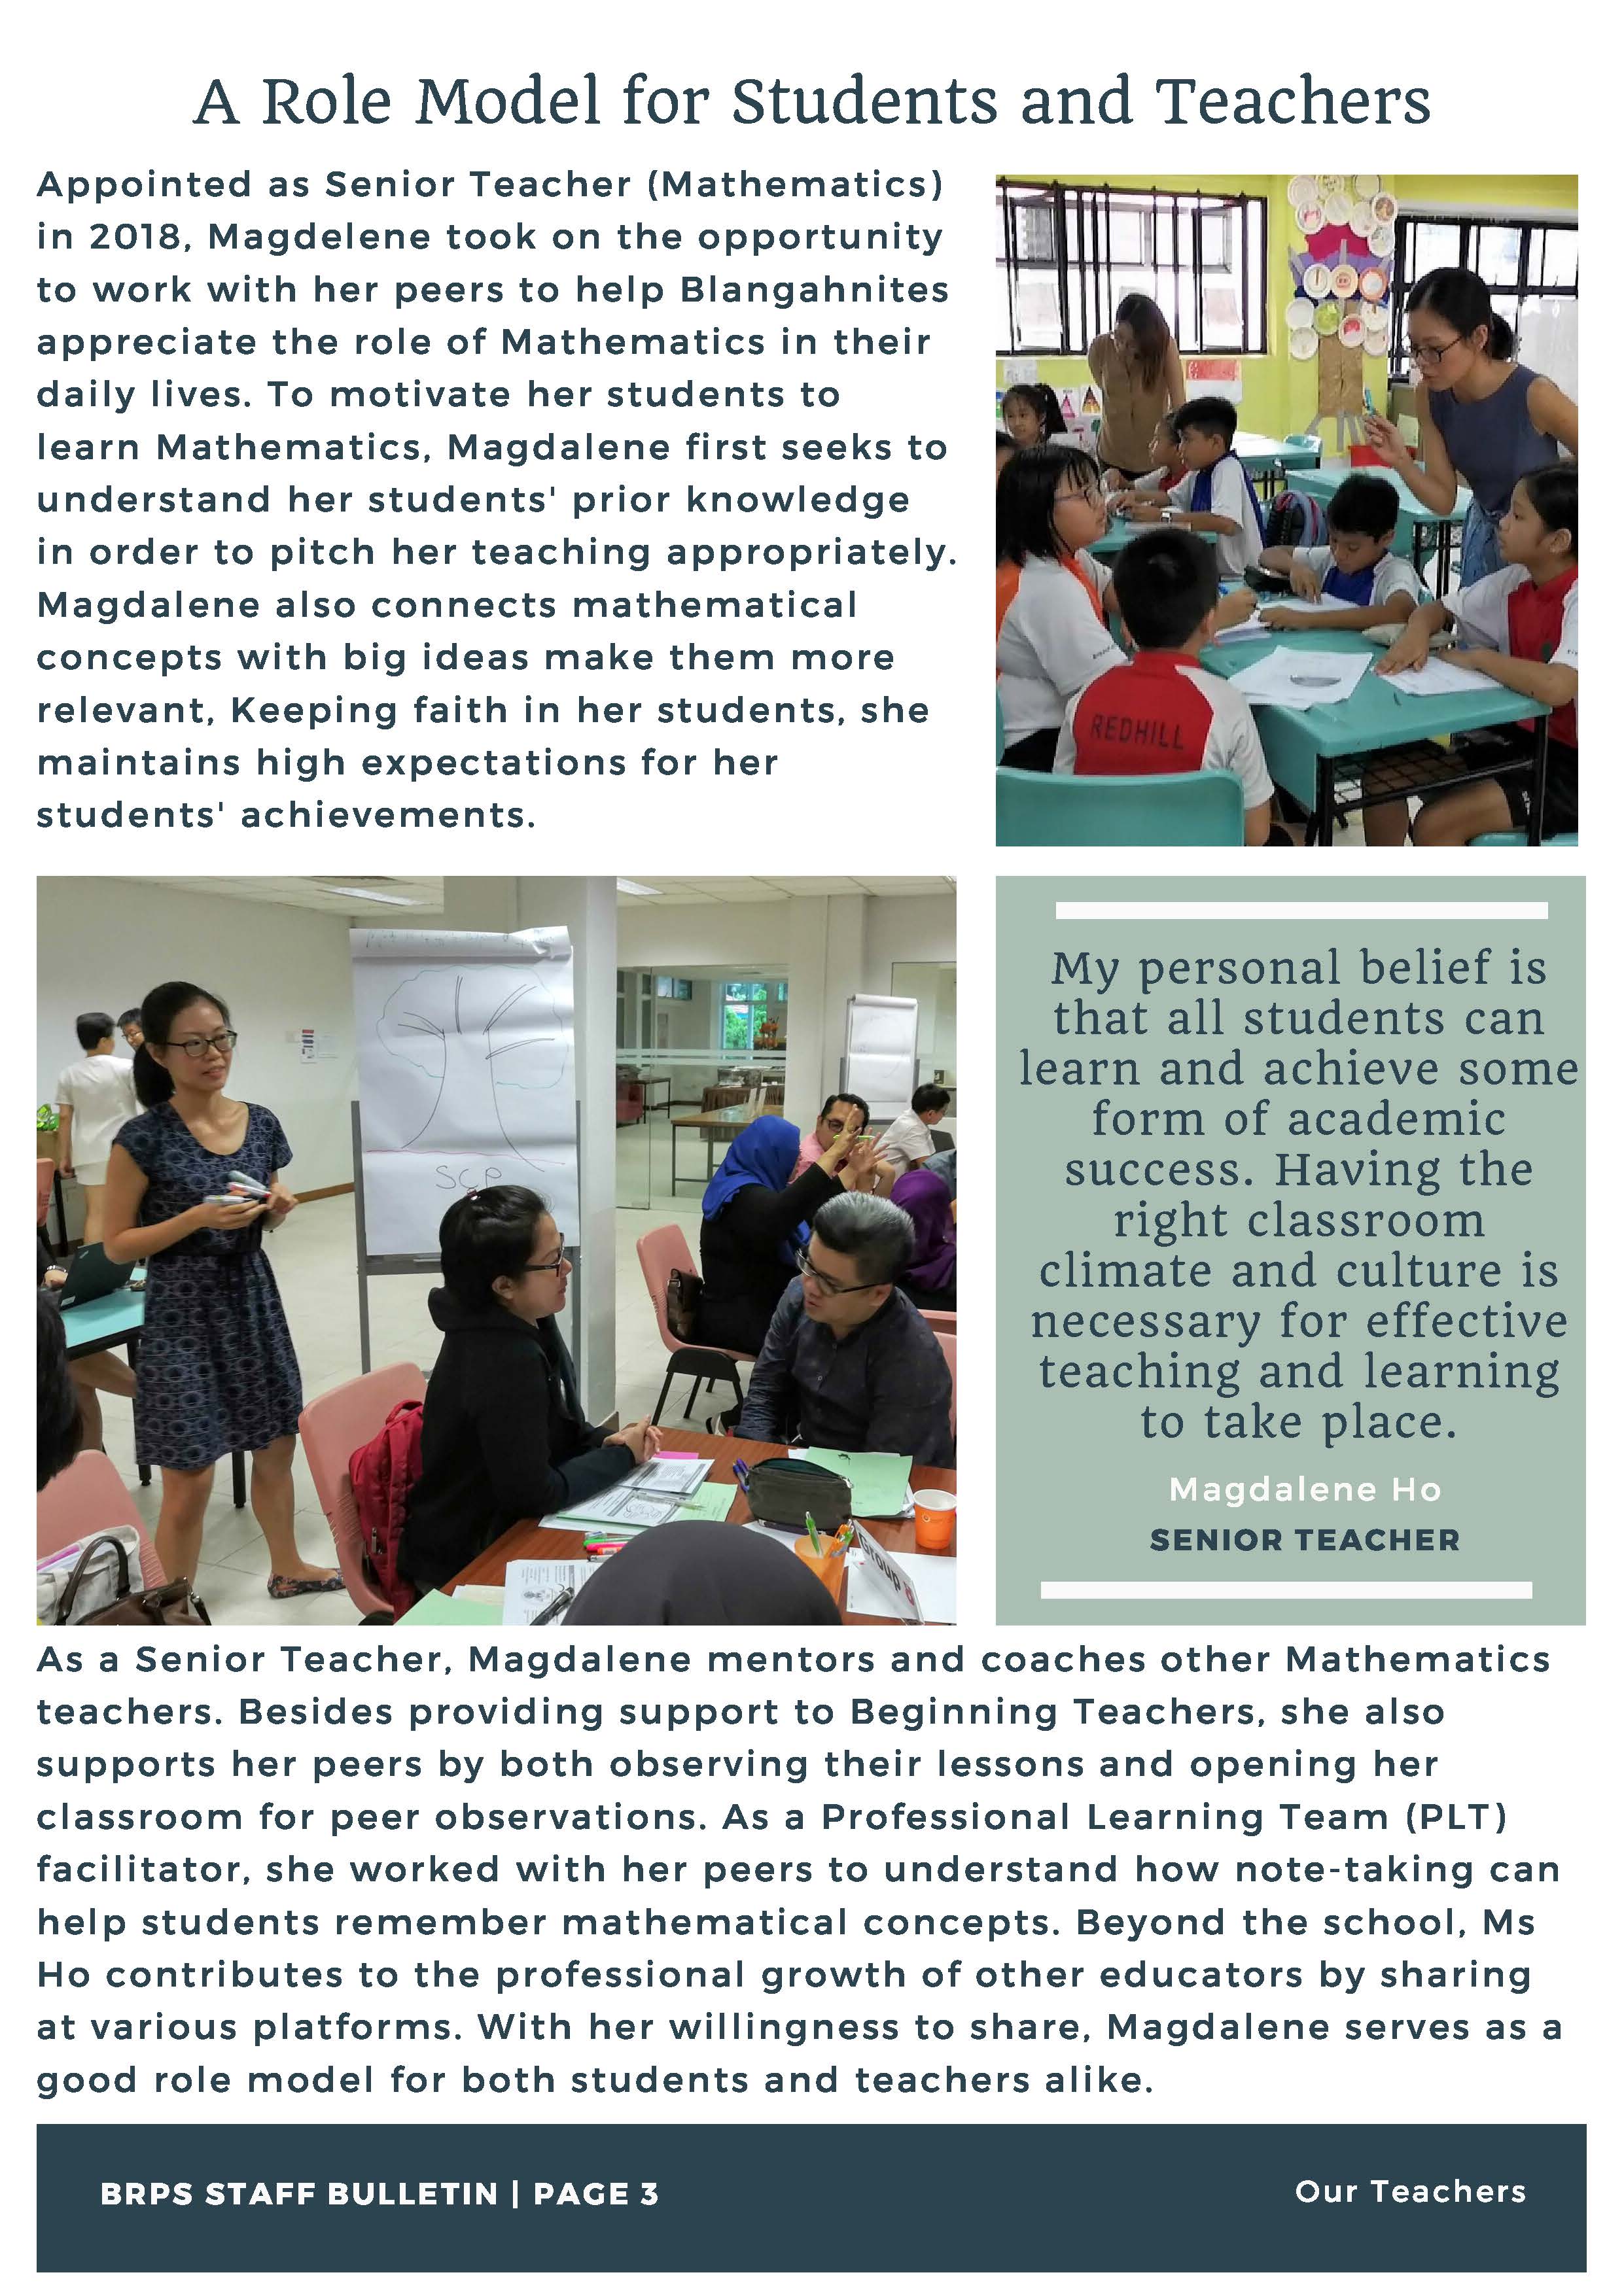 A Role Model for Students and Teachers
Appointed as Senior Teacher (Mathematics)
in 2018, Magdelene took on the opportunity
to work with her peers to help Blangahnites
appreciate the role of Mathematics in their
daily lives. To motivate her students to
learn Mathematics, Magdalene first seeks to
understand her students' prior knowledge
in order to pitch her teaching appropriately.
Magdalene also connects mathematical
concepts with big ideas make them more
relevant, Keeping faith in her students, she
maintains high expectations for her
students' achievements.
REDHILL
SCP
Group
My personal belief is
that all students can
learn and achieve some
form of academic
success. Having the
right classroom
climate and culture is
necessary for effective
teaching and learning
to take place.
Magdalene Ho
SENIOR TEACHER
As a Senior Teacher, Magdalene mentors and coaches other Mathematics
teachers. Besides providing support to Beginning Teachers, she also
supports her peers by both observing their lessons and opening her
classroom for peer observations. As a Professional Learning Team (PLT)
facilitator, she worked with her peers to understand how note-taking can
help students remember mathematical concepts. Beyond the school, Ms
Ho contributes to the professional growth of other educators by sharing
at various platforms. With her willingness to share, Magdalene serves as a
good role model for both students and teachers alike.
BRPS STAFF BULLETIN | PAGE 3
Our Teachers